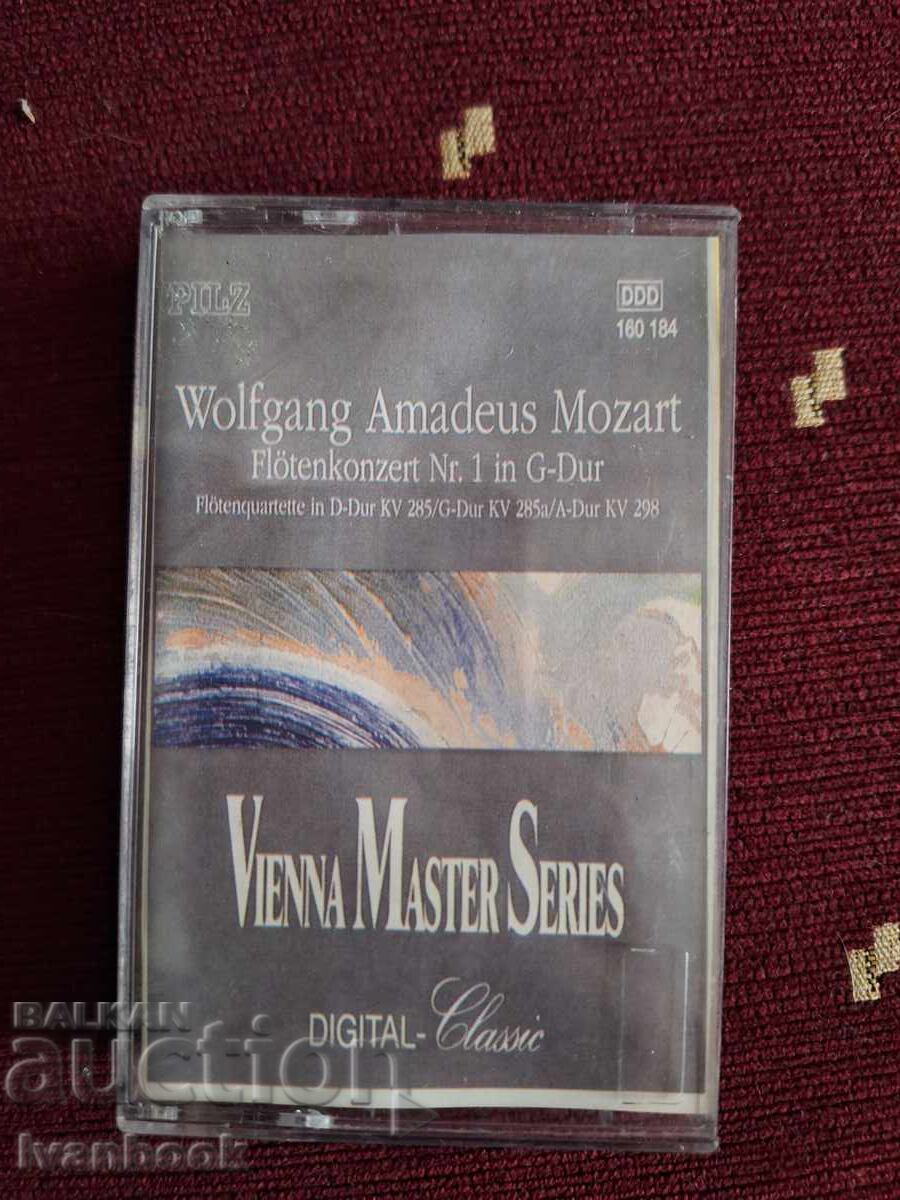 PILZ
DDD
160 184
Wolfgang Amadeus Mozart
Flötenkonzert Nr. 1 in G-Dur
Flötenquartette in D-Dur KV 285/G-Dur KV 285a/A-Dur KV 298
VIENNA MASTER SERIES
DIGITAL-Classic
BALKAN
auction
Ivanbook